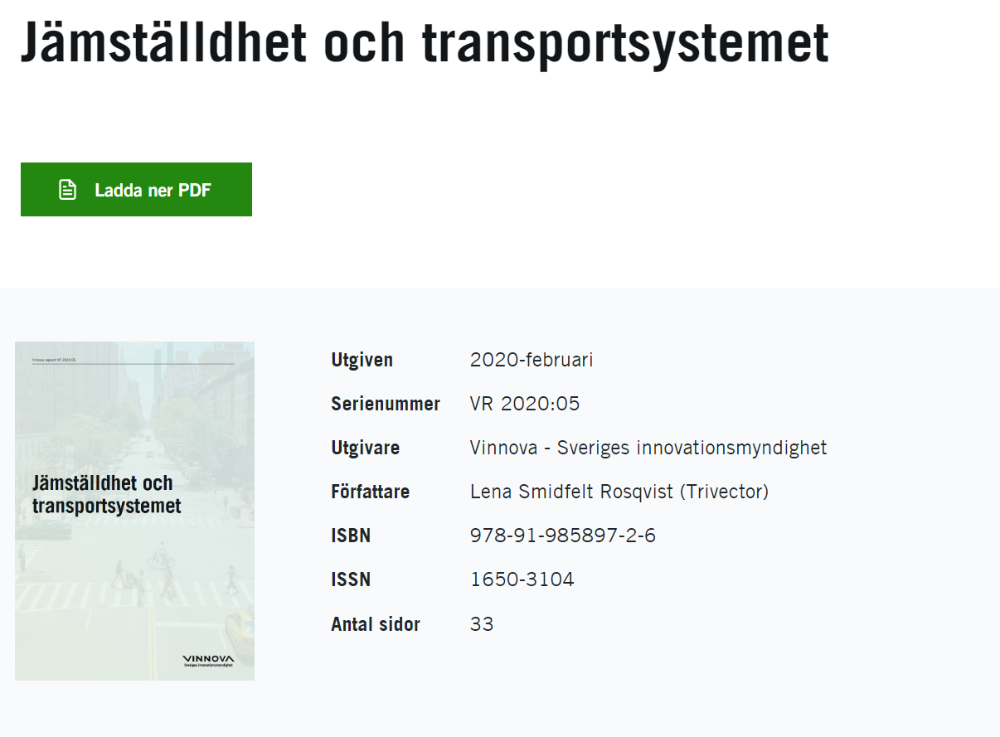 Jämställdhet och transportsystemet
Ladda ner PDF
Vinnova rapport VR 2020:05
Jämställdhet och
transportsystemet
VINNOVA
Sveriges innovationsmyndighet
Utgiven 2020-februari
Serienummer VR 2020:05
Utgivare Vinnova - Sveriges innovationsmyndighet
Författare Lena Smidfelt Rosqvist (Trivector)
ISBN 978-91-985897-2-6
ISSN 1650-3104
Antal sidor 33